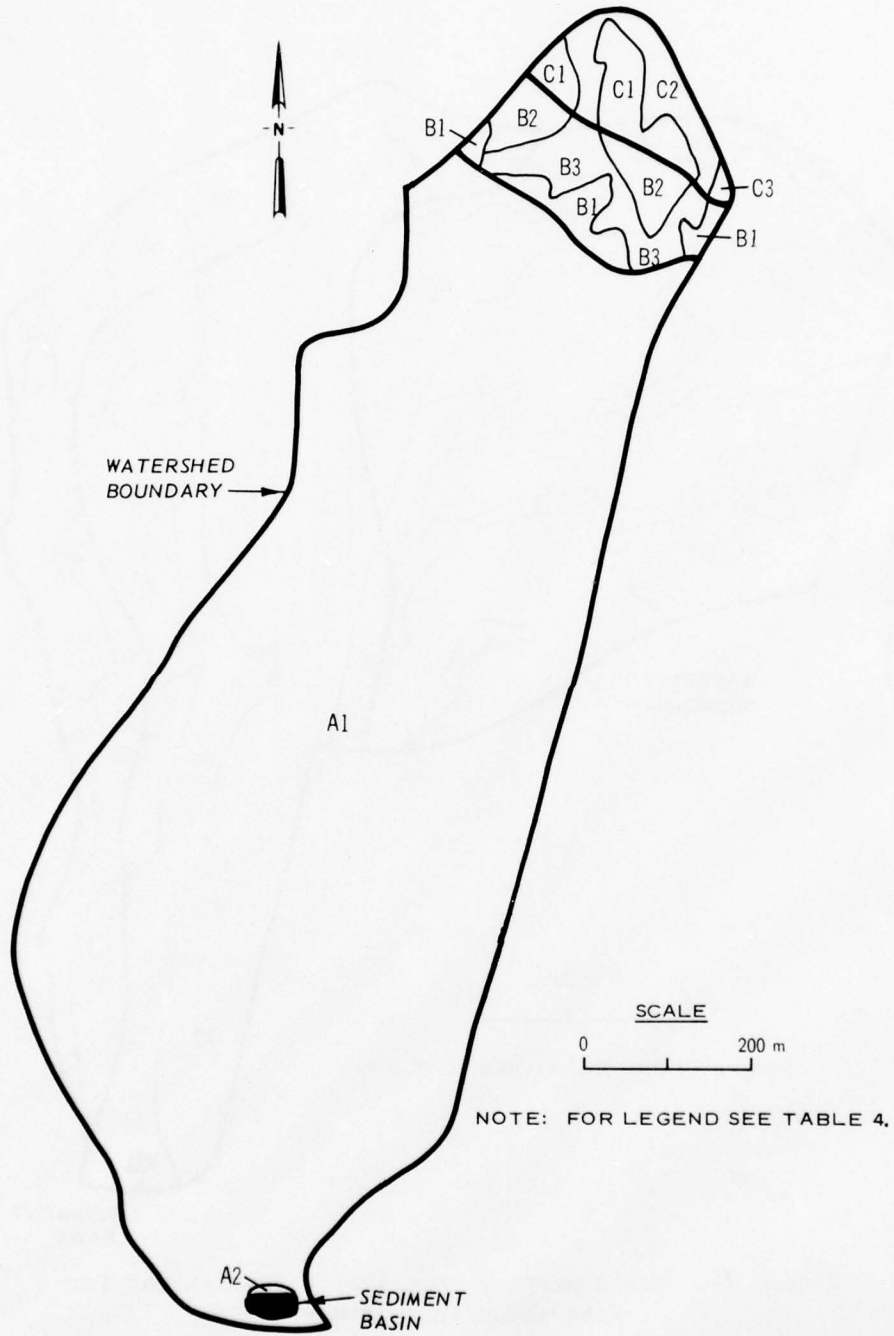 N
C1
C1
C2
B1
B2
B3
C3
B2
B1
B1
B3
WATERSHED
BOUNDARY
A1
SCALE
0 200 m
NOTE: FOR LEGEND SEE TABLE 4.
A2
SEDIMENT
BASIN